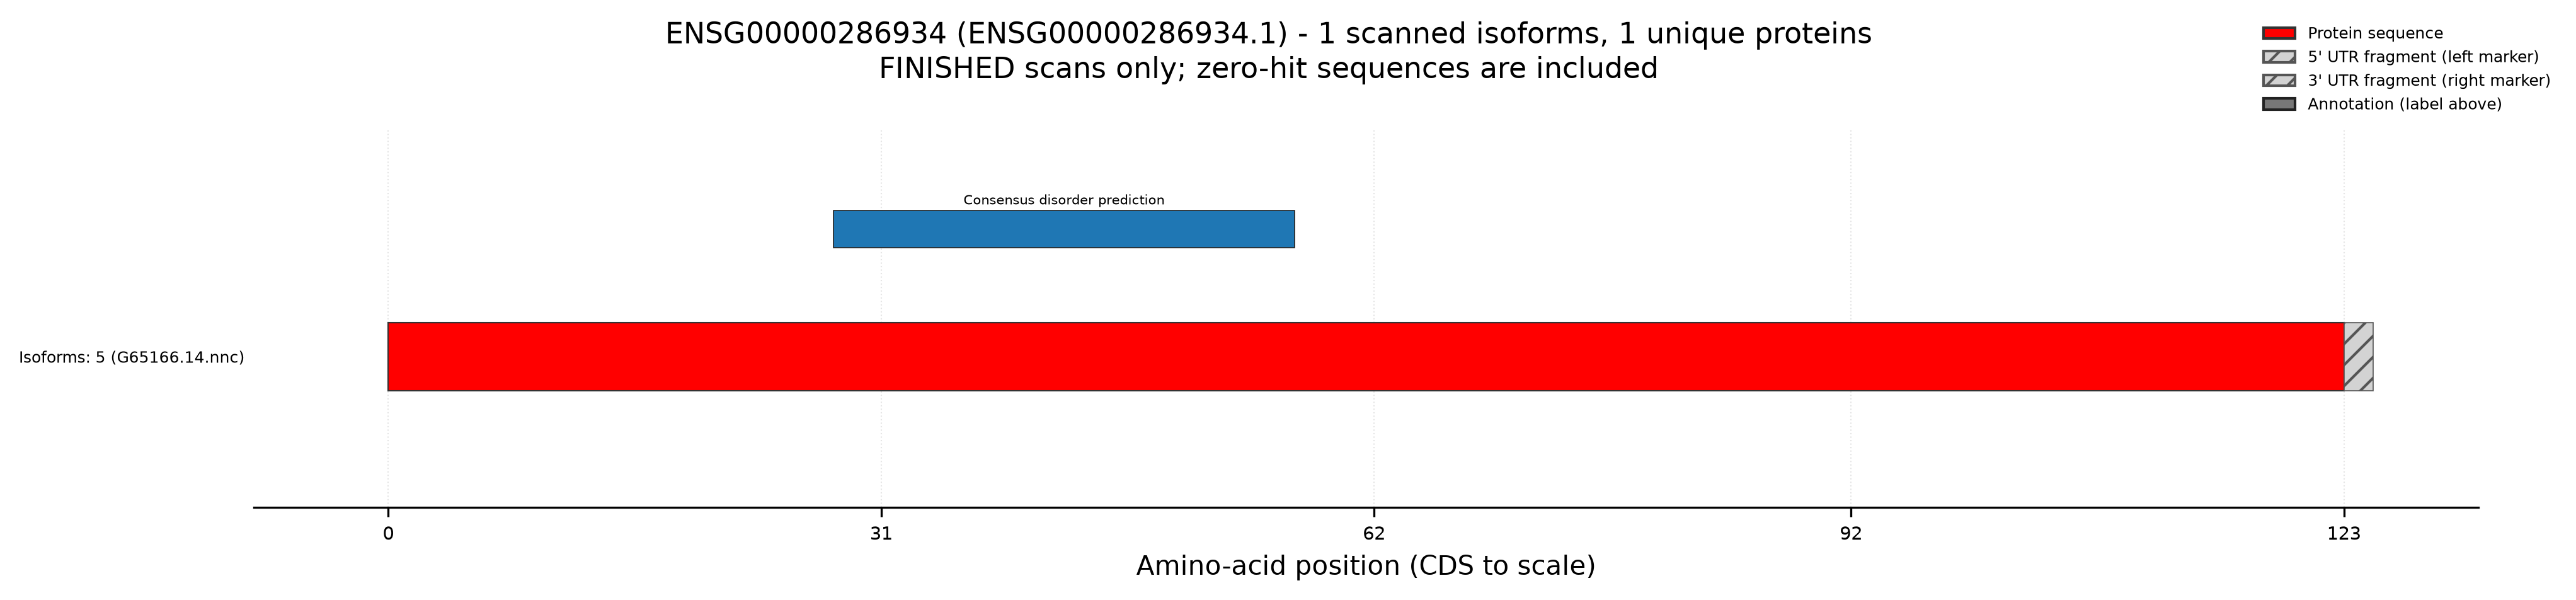 ENSG00000286934 (ENSG00000286934.1) - 1 scanned isoforms, 1 unique proteins
FINISHED scans only; zero-hit sequences are included
Protein sequence
5' UTR fragment (left marker)
3' UTR fragment (right marker)
Annotation (label above)
Consensus disorder prediction
Isoforms: 5 (G65166.14.nnc)
0 31 62 92 123
Amino-acid position (CDS to scale)